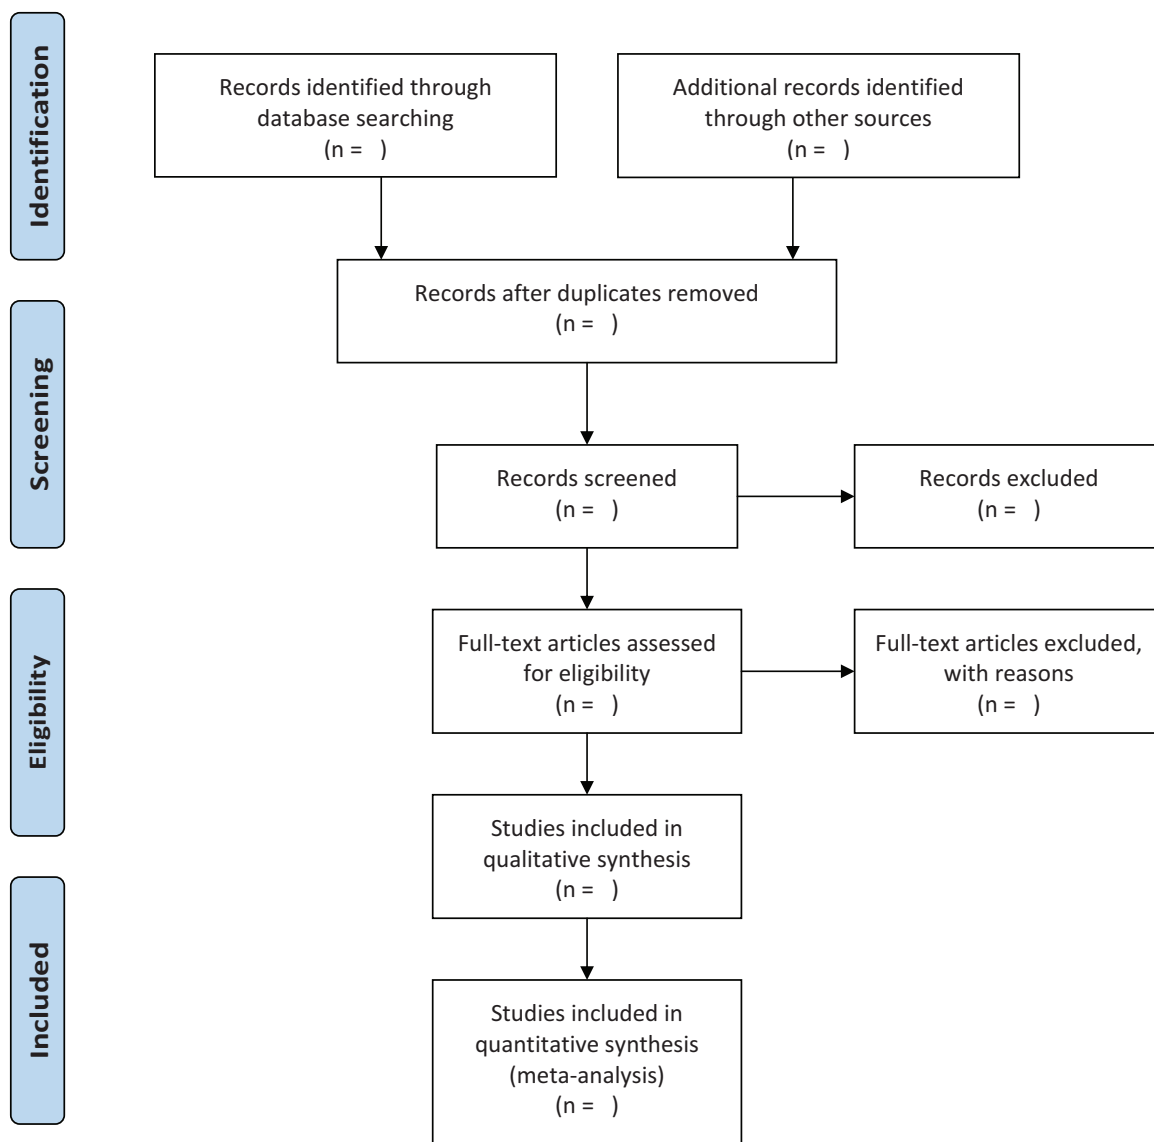 Identification
Records identified through
database searching
(n =   )
Additional records identified
through other sources
(n =   )
Records after duplicates removed
(n =   )
Screening
Records screened
(n =   )
Records excluded
(n =   )
Eligibility
Full-text articles assessed
for eligibility
(n =   )
Full-text articles excluded,
with reasons
(n =   )
Studies included in
qualitative synthesis
(n =   )
Included
Studies included in
quantitative synthesis
(meta-analysis)
(n =   )